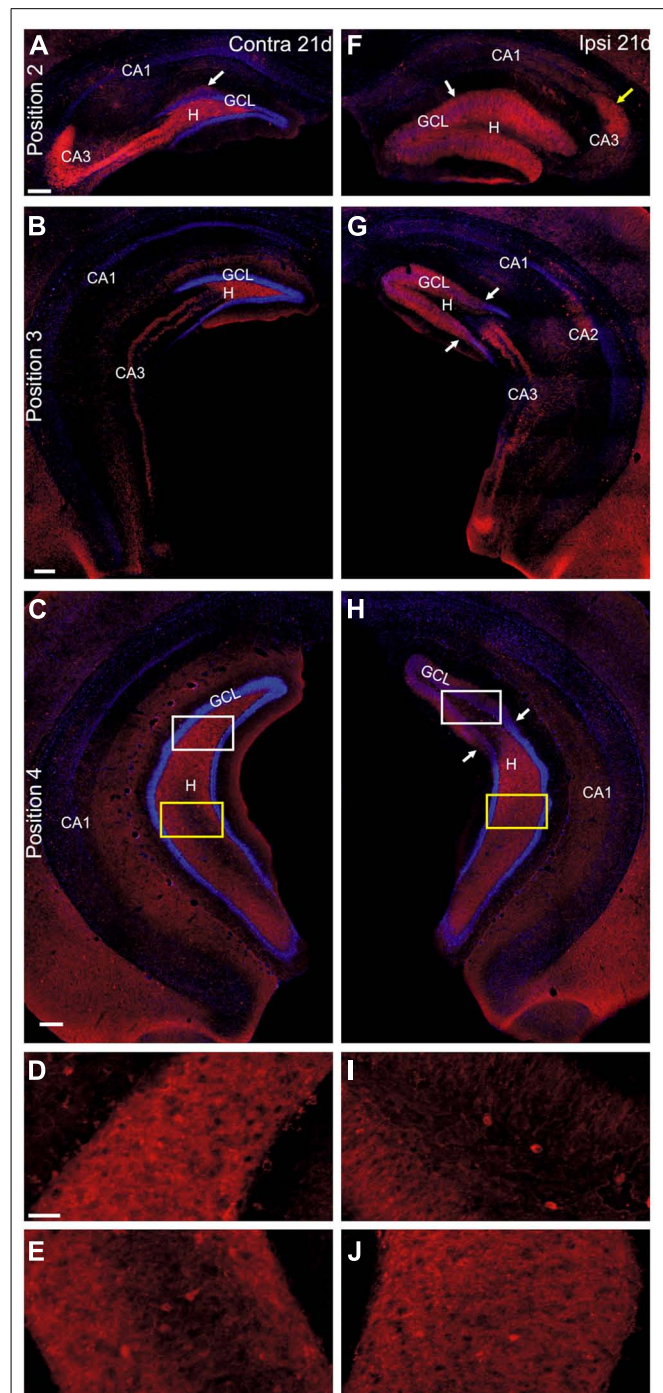 A Contra 21d
CA1
GCL
H
CA3
Position 2
F Ipsi 21d
CA1
GCL
H
CA3
B
CA1
GCL
H
CA3
Position 3
G
GCL
H
CA1
CA2
CA3
C
GCL
H
CA1
Position 4
H
GCL
H
CA1
D
I
E
J